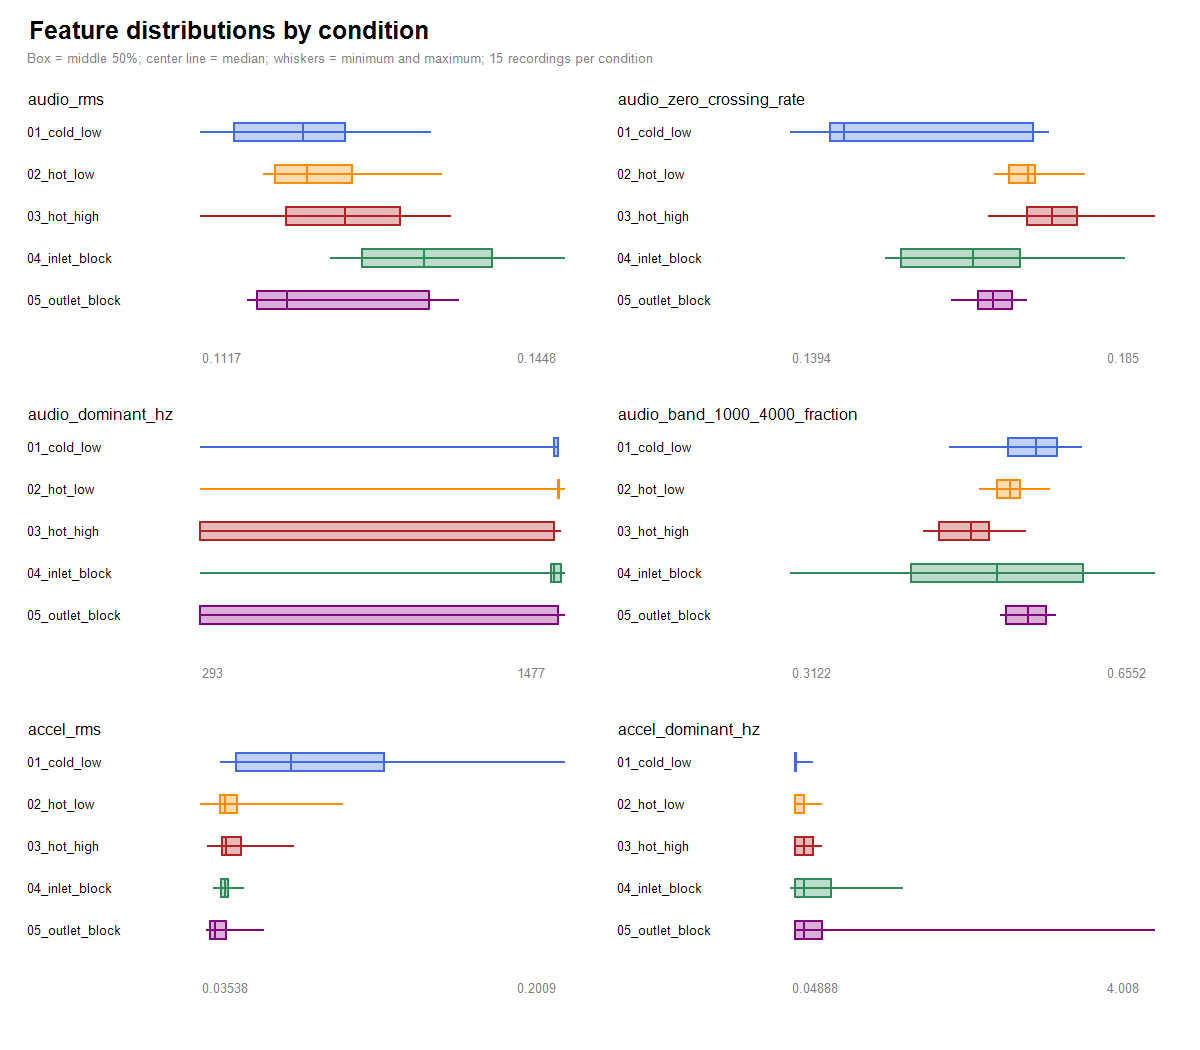 Feature distributions by condition
Box = middle 50%; center line = median; whiskers = minimum and maximum; 15 recordings per condition
audio_rms
01_cold_low
02_hot_low
03_hot_high
04_inlet_block
05_outlet_block
0.1117 0.1448
audio_zero_crossing_rate
01_cold_low
02_hot_low
03_hot_high
04_inlet_block
05_outlet_block
0.1394 0.185
audio_dominant_hz
01_cold_low
02_hot_low
03_hot_high
04_inlet_block
05_outlet_block
293 1477
audio_band_1000_4000_fraction
01_cold_low
02_hot_low
03_hot_high
04_inlet_block
05_outlet_block
0.3122 0.6552
accel_rms
01_cold_low
02_hot_low
03_hot_high
04_inlet_block
05_outlet_block
0.03538 0.2009
accel_dominant_hz
01_cold_low
02_hot_low
03_hot_high
04_inlet_block
05_outlet_block
0.04888 4.008